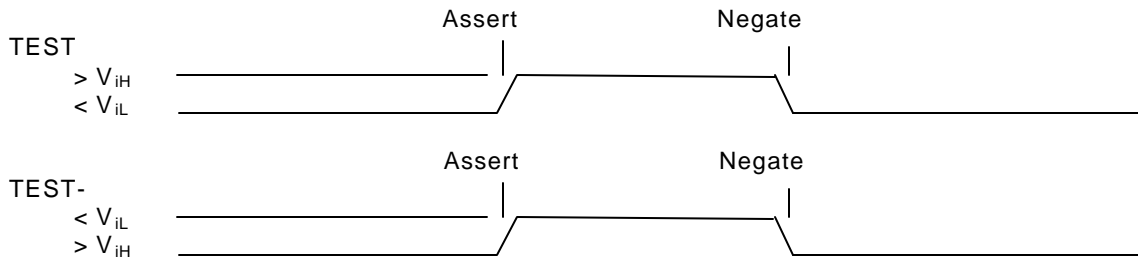 Assert Negate
TEST
> ViH
< ViL
Assert Negate
TEST-
< ViL
> ViH